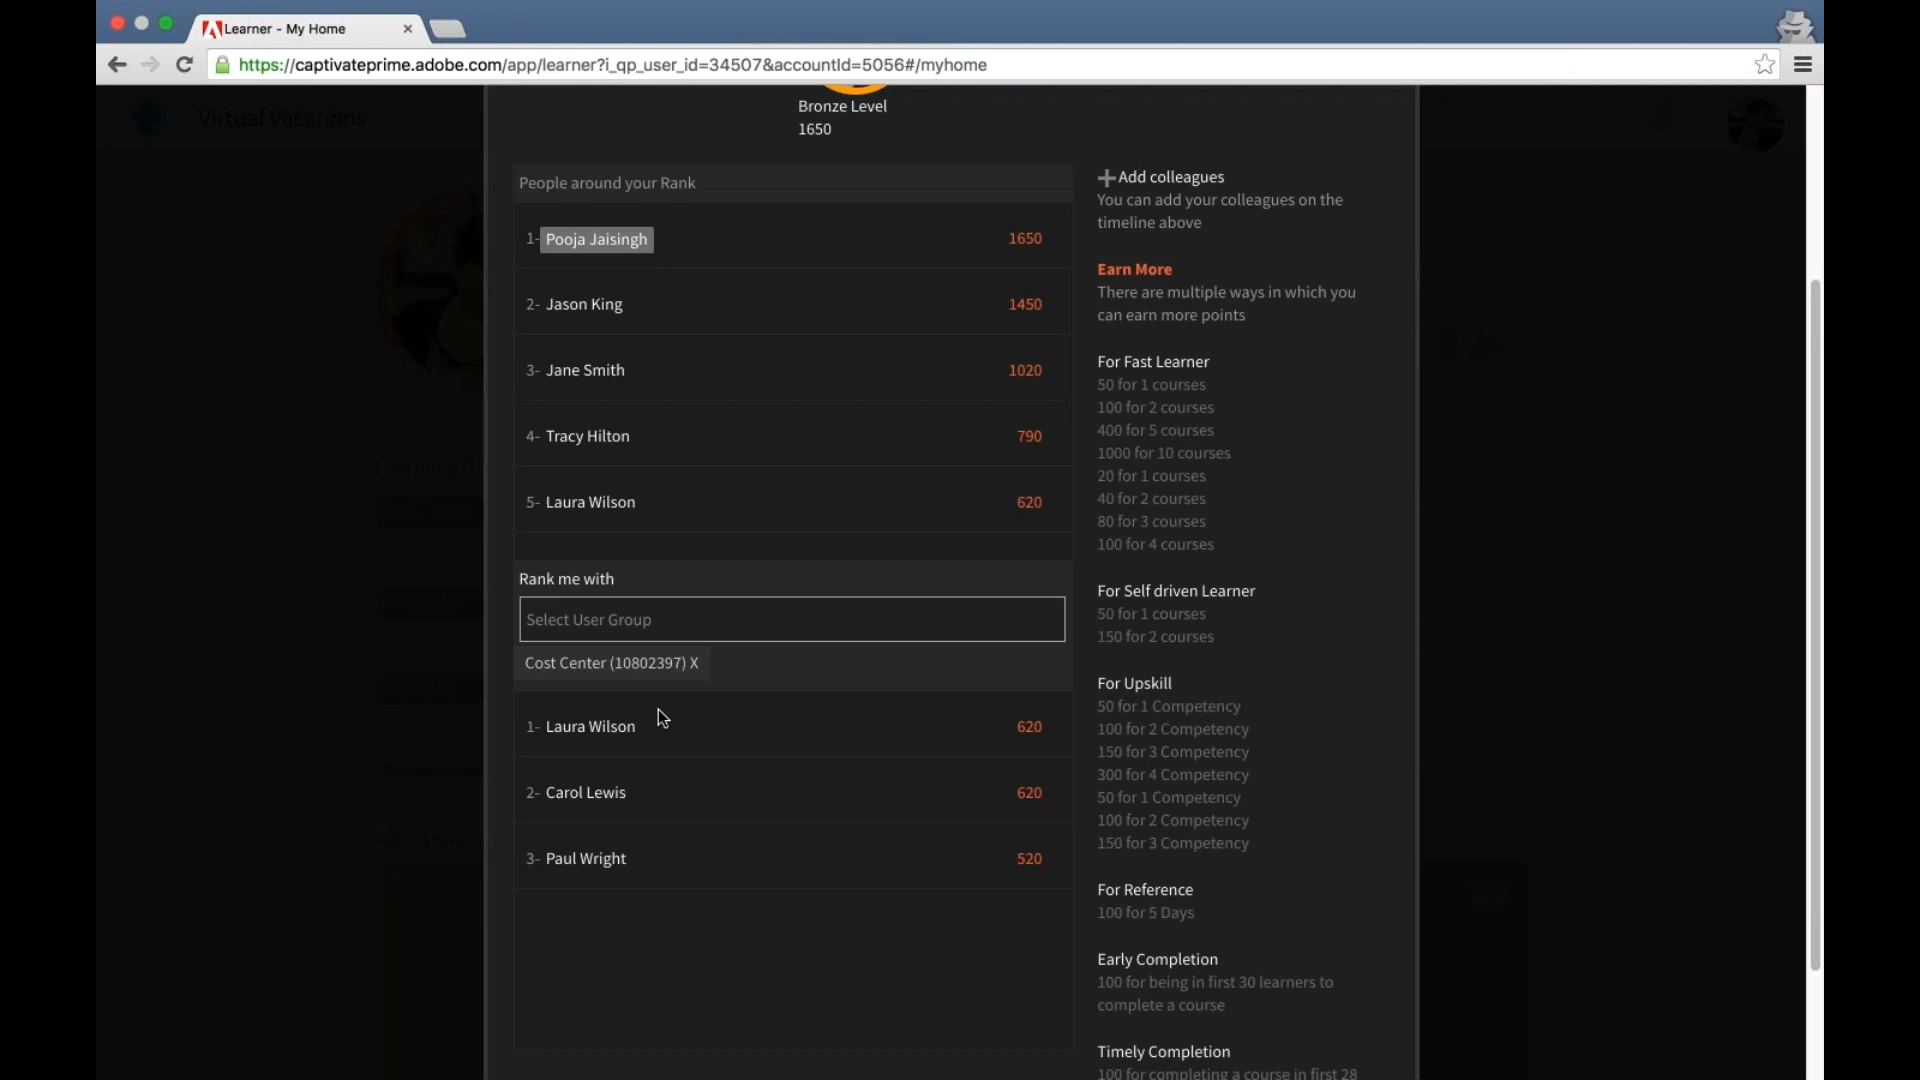 Learner - My Home
https://captivateprime.adobe.com/app/learner?i_qp_user_id=34507&accountId=5056#/myhome
Virtual Vacations
Bronze Level
1650
People around your Rank
1- Pooja Jaisingh 1650
2- Jason King 1450
3- Jane Smith 1020
4- Tracy Hilton 790
5- Laura Wilson 620
Rank me with
Select User Group
Cost Center (10802397) X
1- Laura Wilson 620
2- Carol Lewis 620
3- Paul Wright 520
Add colleagues
You can add your colleagues on the
timeline above
Earn More
There are multiple ways in which you
can earn more points
For Fast Learner
50 for 1 courses
100 for 2 courses
400 for 5 courses
1000 for 10 courses
20 for 1 courses
40 for 2 courses
80 for 3 courses
100 for 4 courses
For Self driven Learner
50 for 1 courses
150 for 2 courses
For Upskill
50 for 1 Competency
100 for 2 Competency
150 for 3 Competency
300 for 4 Competency
50 for 1 Competency
100 for 2 Competency
150 for 3 Competency
For Reference
100 for 5 Days
Early Completion
100 for being in first 30 learners to
complete a course
Timely Completion
100 for completing a course in first 28